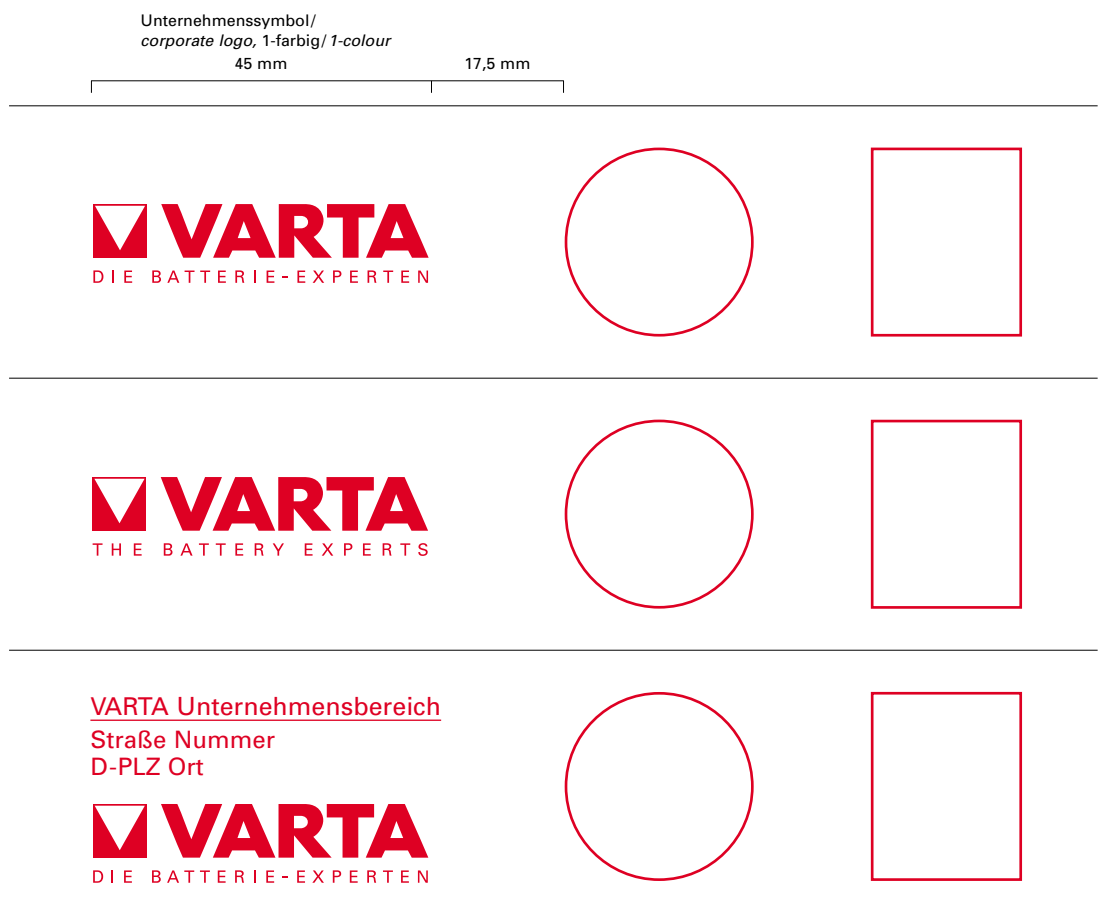 Unternehmenssymbol/
corporate logo, 1-farbig/1-colour
45 mm 17,5 mm
VARTA
DIE BATTERIE-EXPERTEN
VARTA
THE BATTERY EXPERTS
VARTA Unternehmensbereich
Straße Nummer
D-PLZ Ort
VARTA
DIE BATTERIE-EXPERTEN